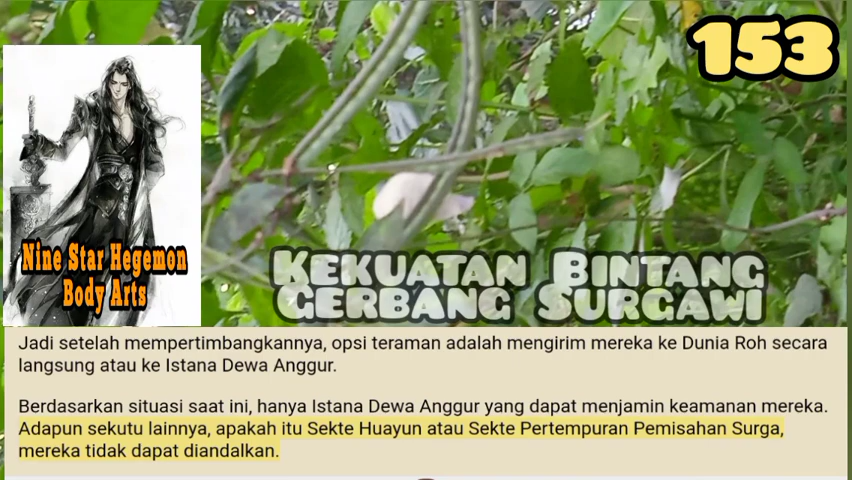 153
Nine Star Hegemon
Body Arts
Kekuatan Bintang
Gerbang Surgawi
Jadi setelah mempertimbangkannya, opsi teraman adalah mengirim mereka ke Dunia Roh secara
langsung atau ke Istana Dewa Anggur.
Berdasarkan situasi saat ini, hanya Istana Dewa Anggur yang dapat menjamin keamanan mereka.
Adapun sekutu lainnya, apakah itu Sekte Huayun atau Sekte Pertempuran Pemisahan Surga,
mereka tidak dapat diandalkan.